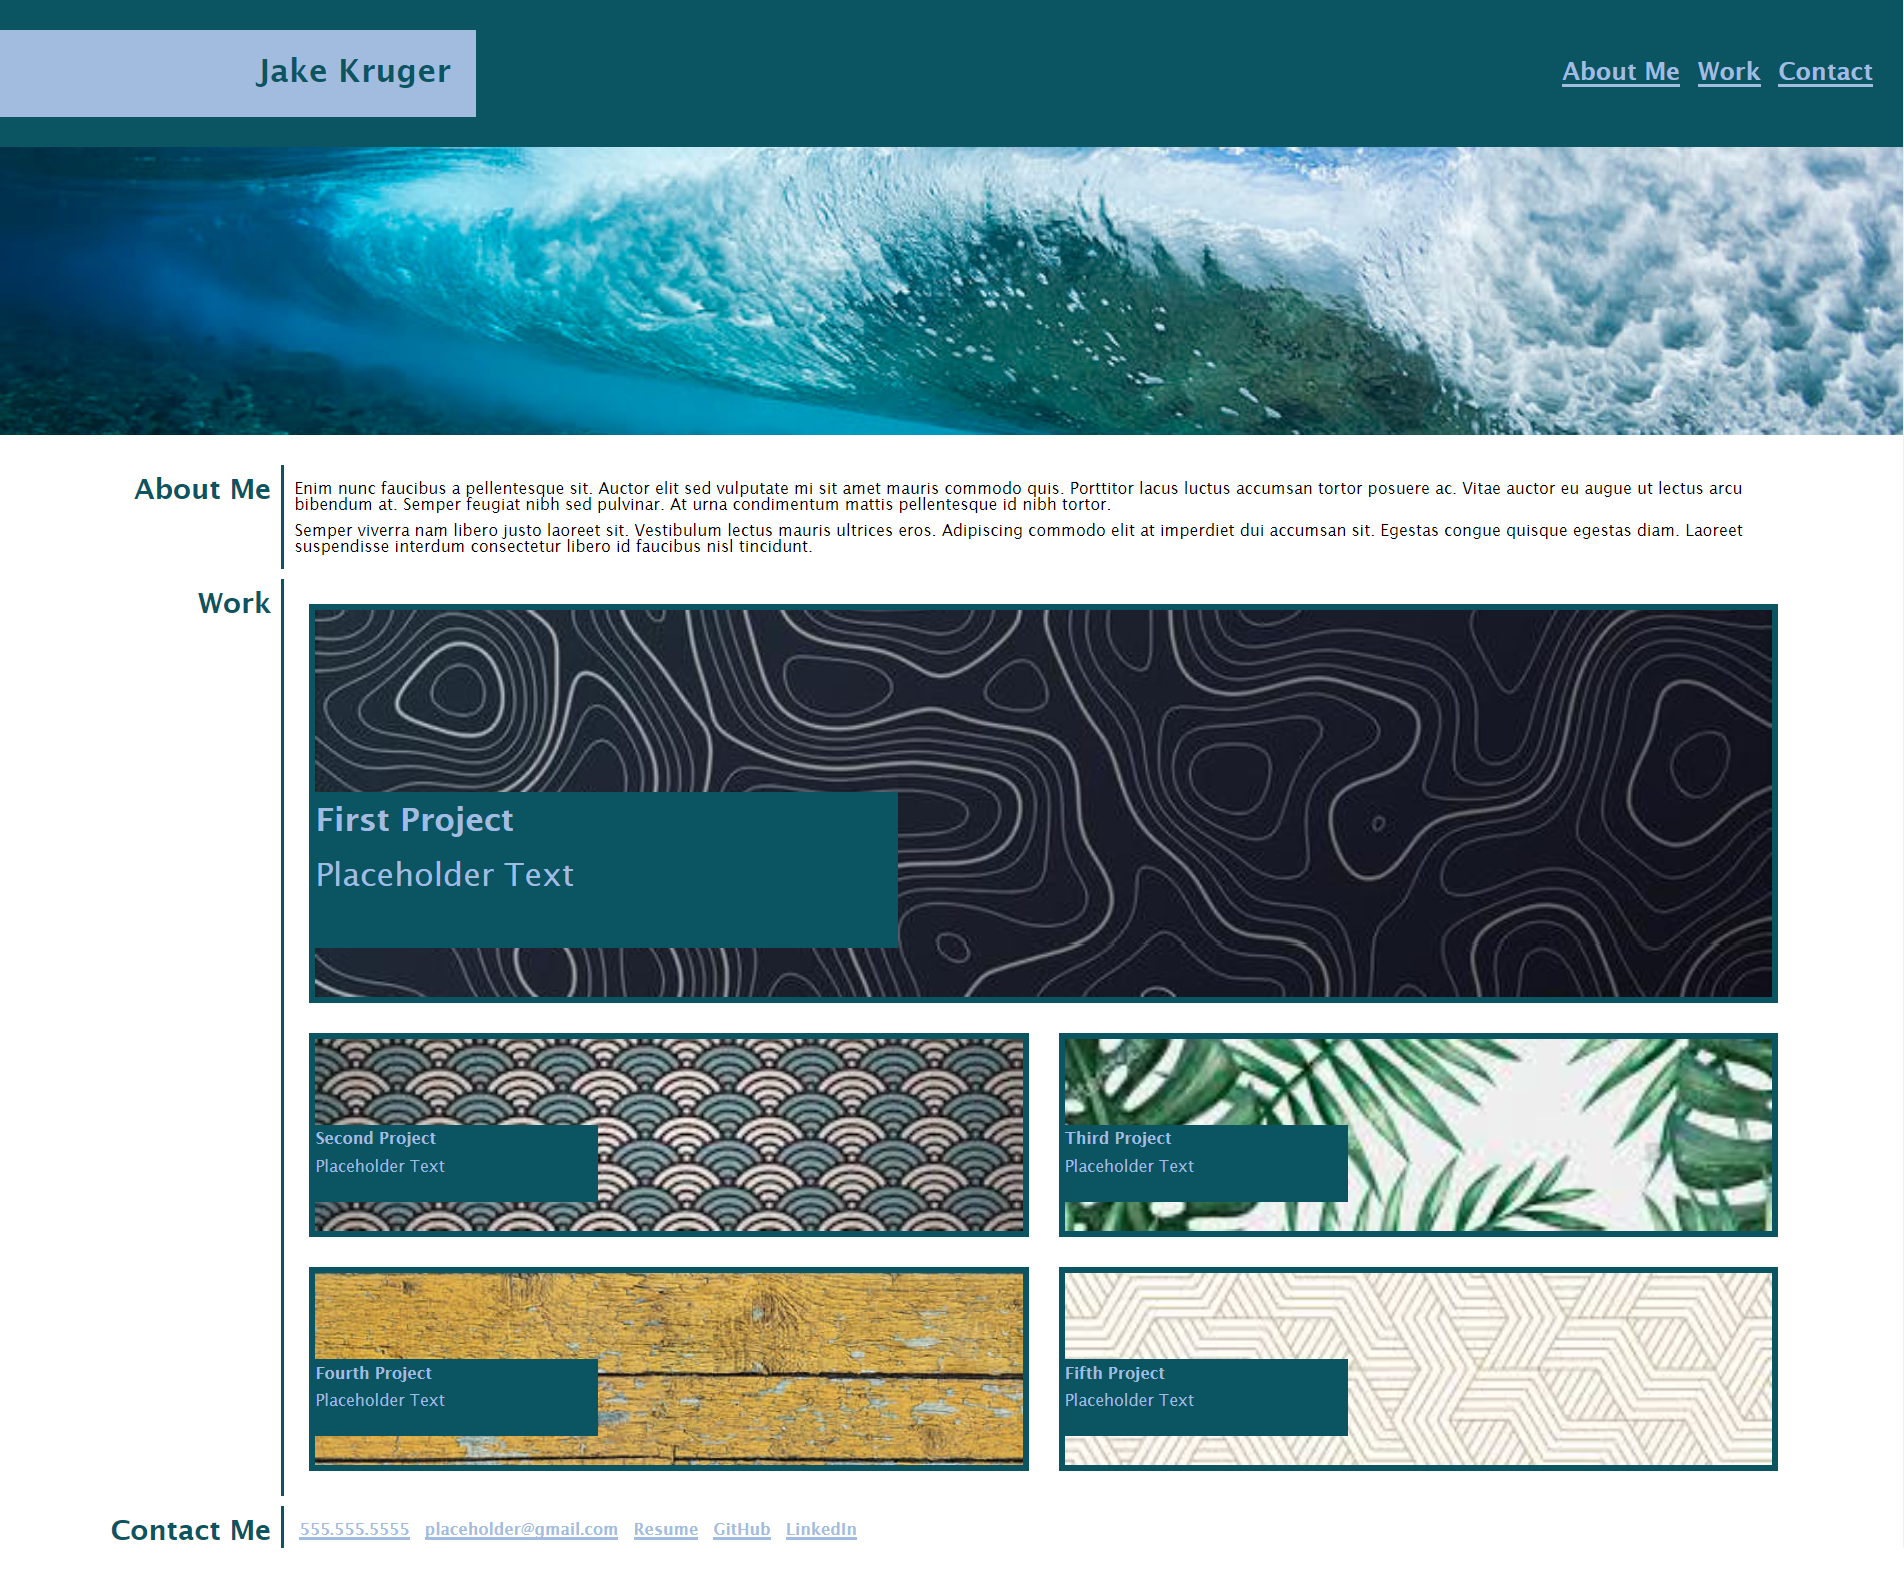 Jake Kruger
About Me Work Contact
About Me
Enim nunc faucibus a pellentesque sit. Auctor elit sed vulputate mi sit amet mauris commodo quis. Porttitor lacus luctus accumsan tortor posuere ac. Vitae auctor eu augue ut lectus arcu
bibendum at. Semper feugiat nibh sed pulvinar. At urna condimentum mattis pellentesque id nibh tortor.
Semper viverra nam libero justo laoreet sit. Vestibulum lectus mauris ultrices eros. Adipiscing commodo elit at imperdiet dui accumsan sit. Egestas congue quisque egestas diam. Laoreet
suspendisse interdum consectetur libero id faucibus nisl tincidunt.
Work
First Project
Placeholder Text
Second Project
Placeholder Text
Third Project
Placeholder Text
Fourth Project
Placeholder Text
Fifth Project
Placeholder Text
Contact Me
555.555.5555 placeholder@gmail.com Resume GitHub LinkedIn